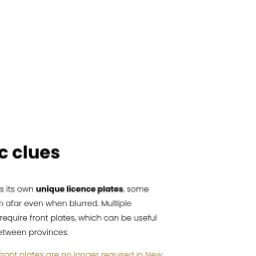 c clues
s its own unique licence plates, some
n afar even when blurred. Multiple
require front plates, which can be useful
etween provinces.
front plates are no longer required in New